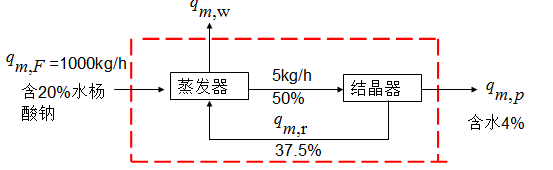 q_{m,w}
q_{m,F} =1000kg/h
含20%水杨
酸钠
蒸发器
5kg/h
50%
结晶器
q_{m,p}
含水4%
q_{m,r}
37.5%